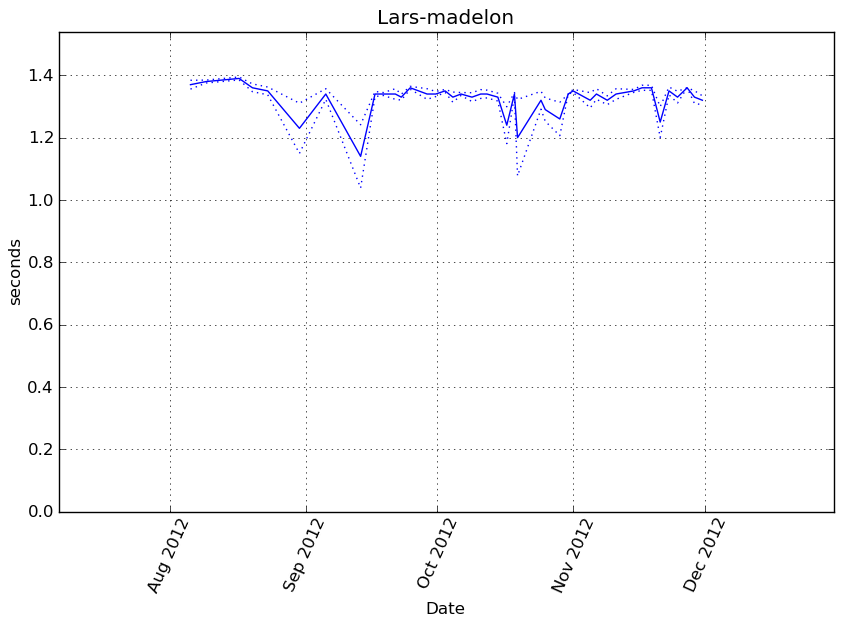 Lars-madelon
1.4
1.2
1.0
0.8
0.6
0.4
0.2
0.0
seconds
Aug 2012
Sep 2012
Oct 2012
Nov 2012
Dec 2012
Date